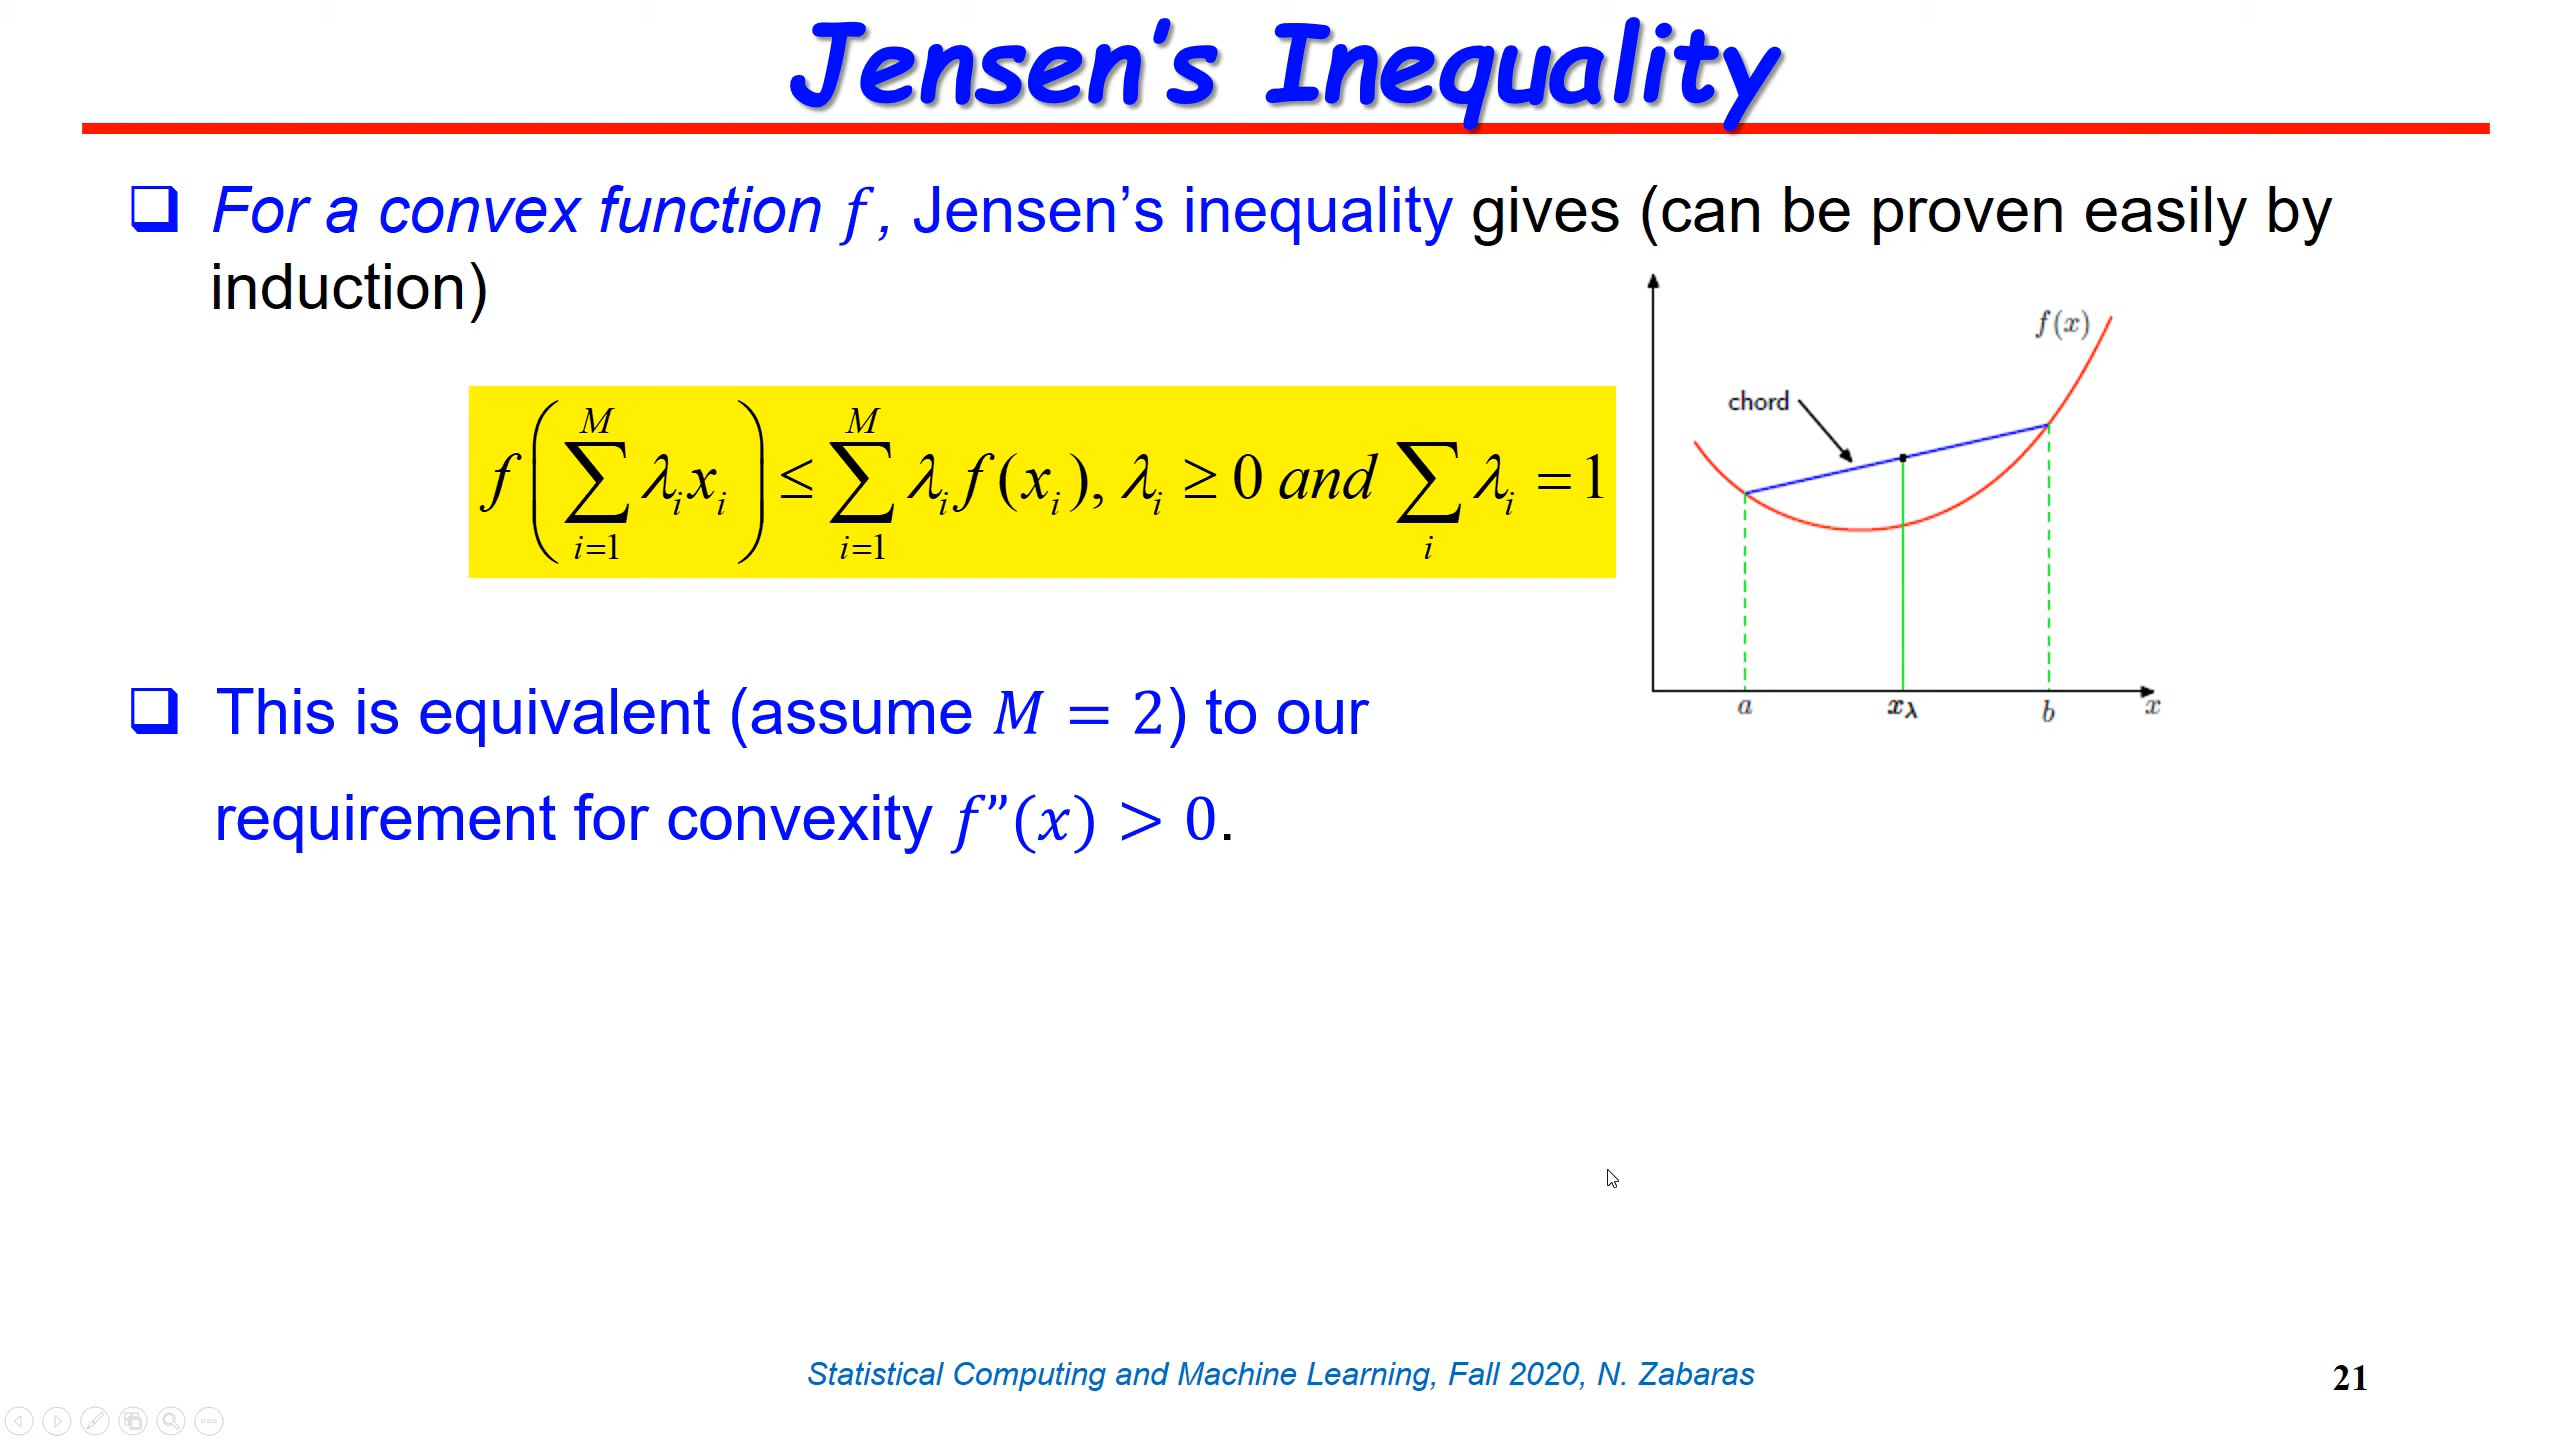 Jensen’s Inequality
❑ For a convex function 𝑓, Jensen’s inequality gives (can be proven easily by
induction)
f(∑_{i=1}^{M} λ_i x_i) ≤ ∑_{i=1}^{M} λ_i f(x_i), λ_i ≥ 0 and ∑_i λ_i = 1
f(x)
chord
a x_λ b x
❑ This is equivalent (assume 𝑀 = 2) to our
requirement for convexity 𝑓”(𝑥) > 0.
Statistical Computing and Machine Learning, Fall 2020, N. Zabaras
21